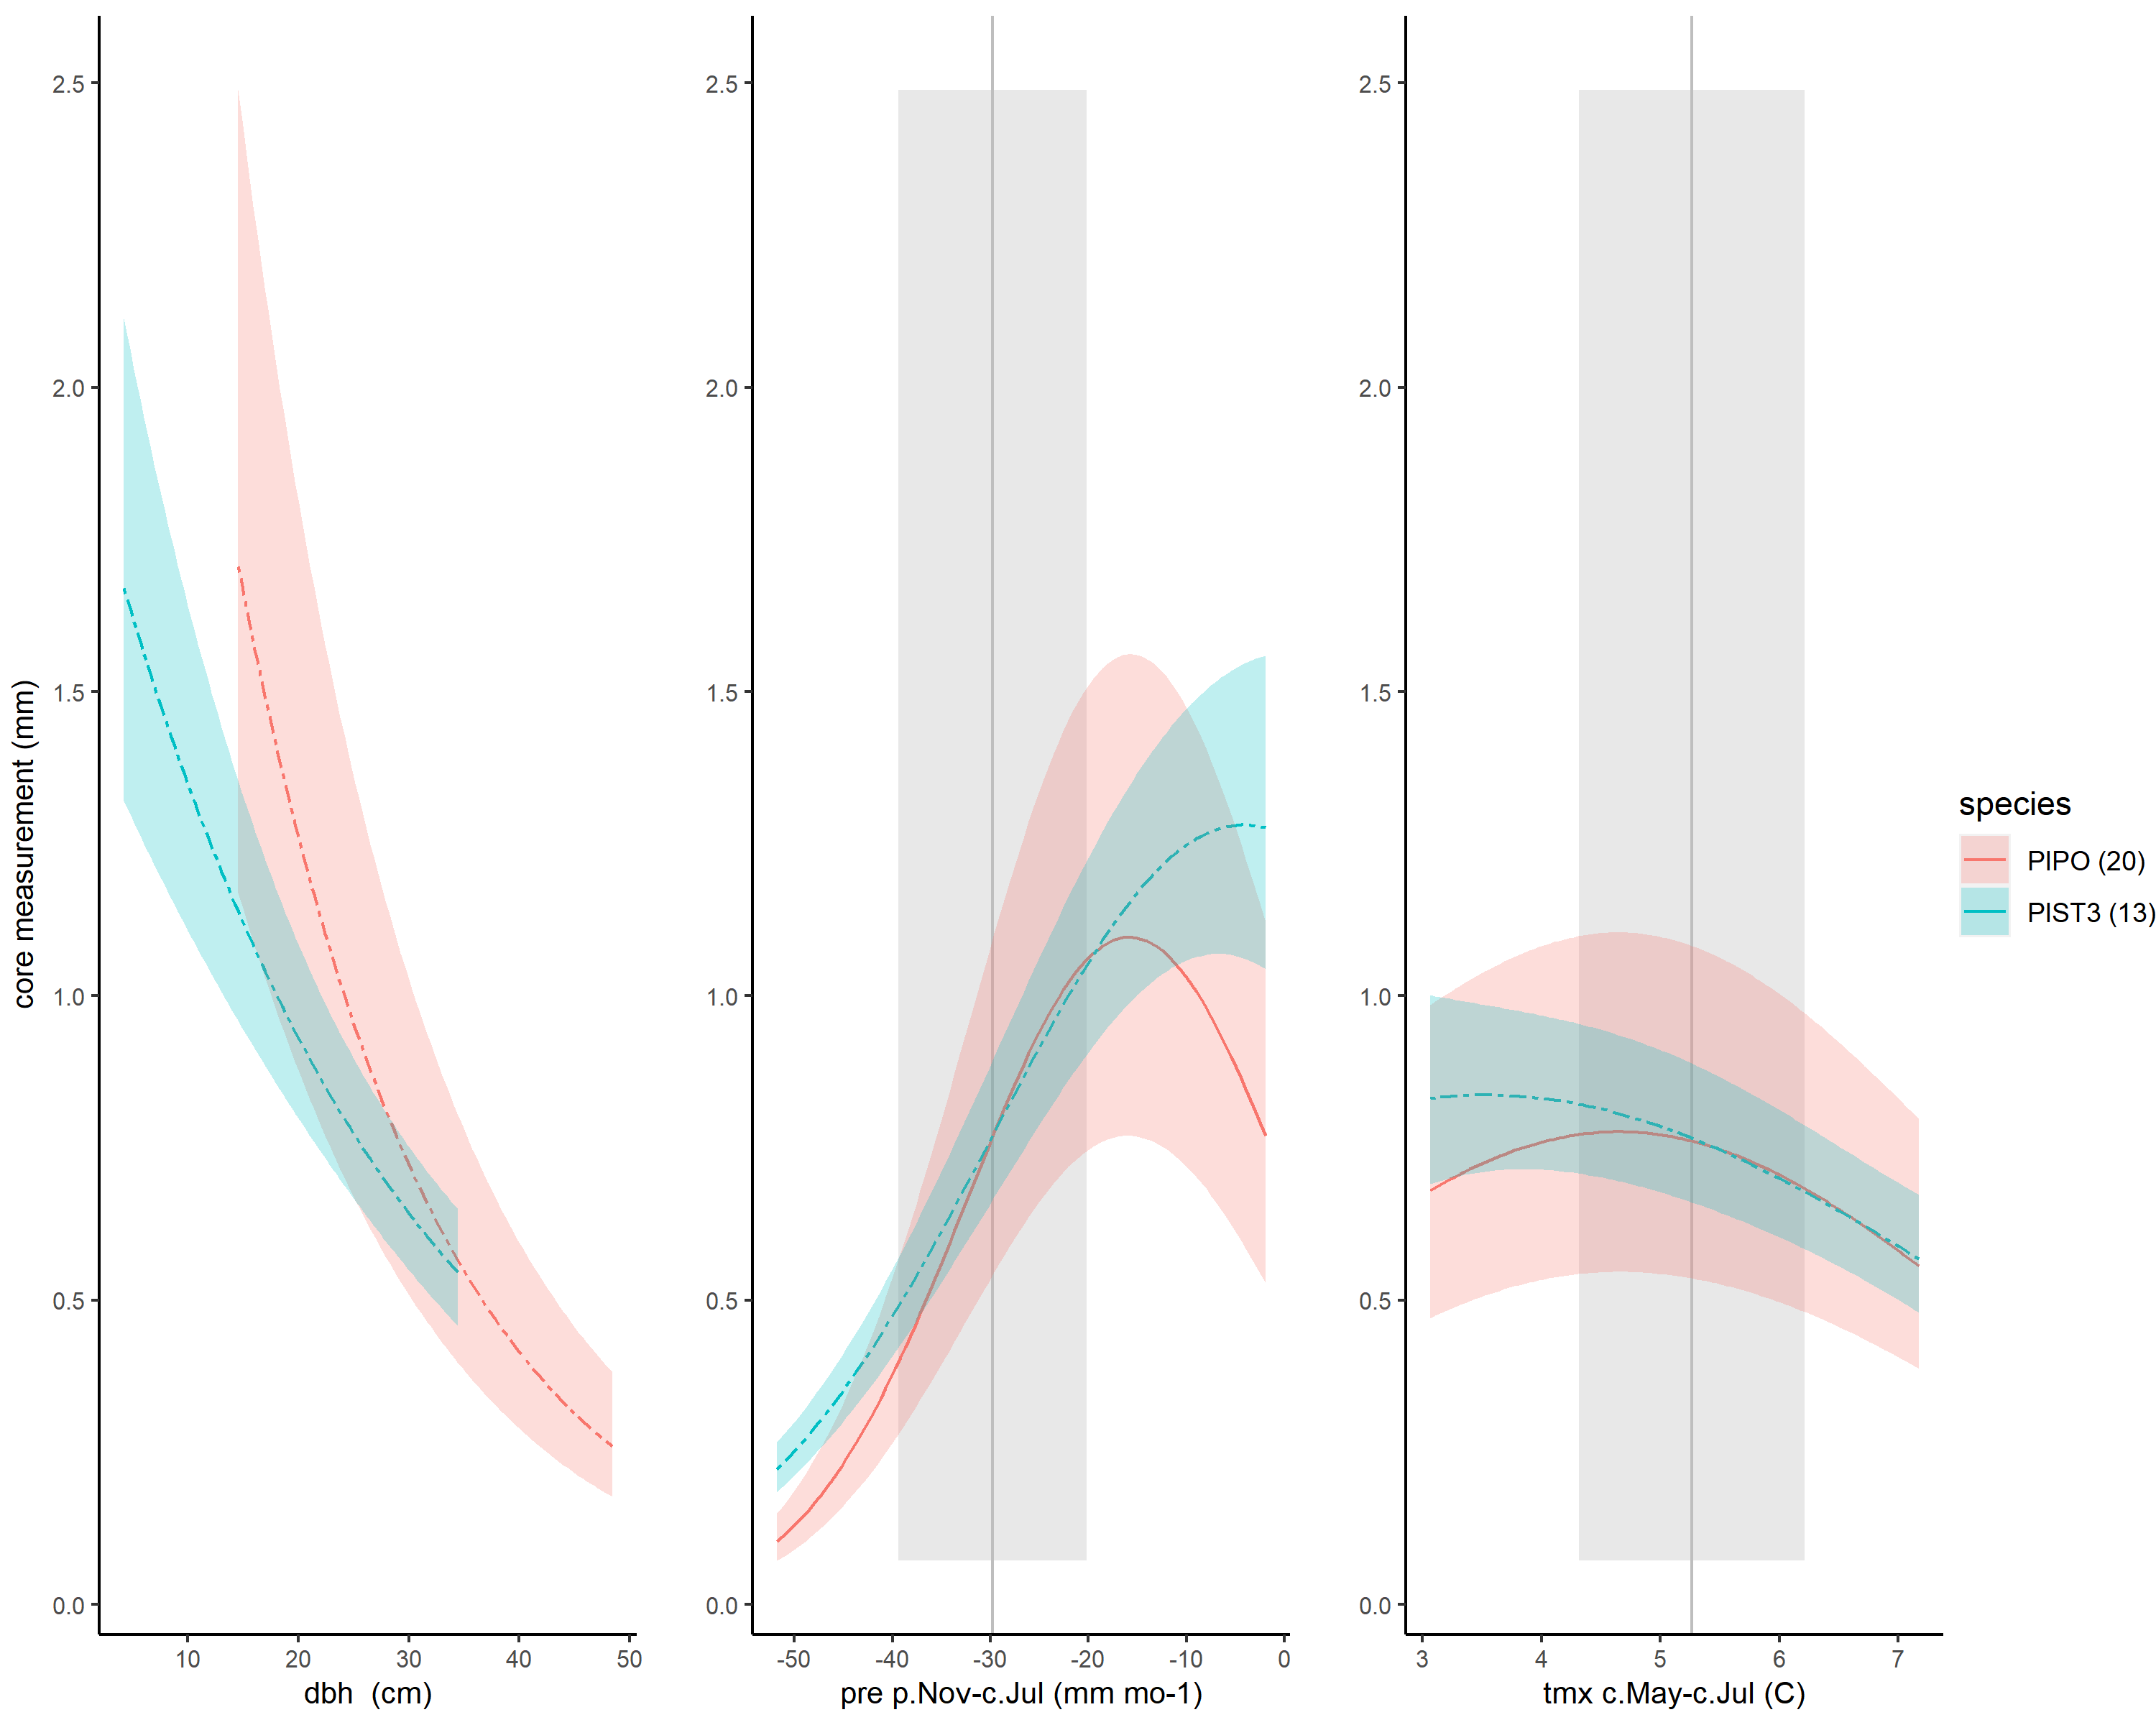 core measurement (mm)
2.5
2.0
1.5
1.0
0.5
0.0
10 20 30 40 50
dbh  (cm)
2.5
2.0
1.5
1.0
0.5
0.0
-50 -40 -30 -20 -10 0
pre p.Nov-c.Jul (mm mo-1)
2.5
2.0
1.5
1.0
0.5
0.0
3 4 5 6 7
tmx c.May-c.Jul (C)
species
PIPO (20)
PIST3 (13)